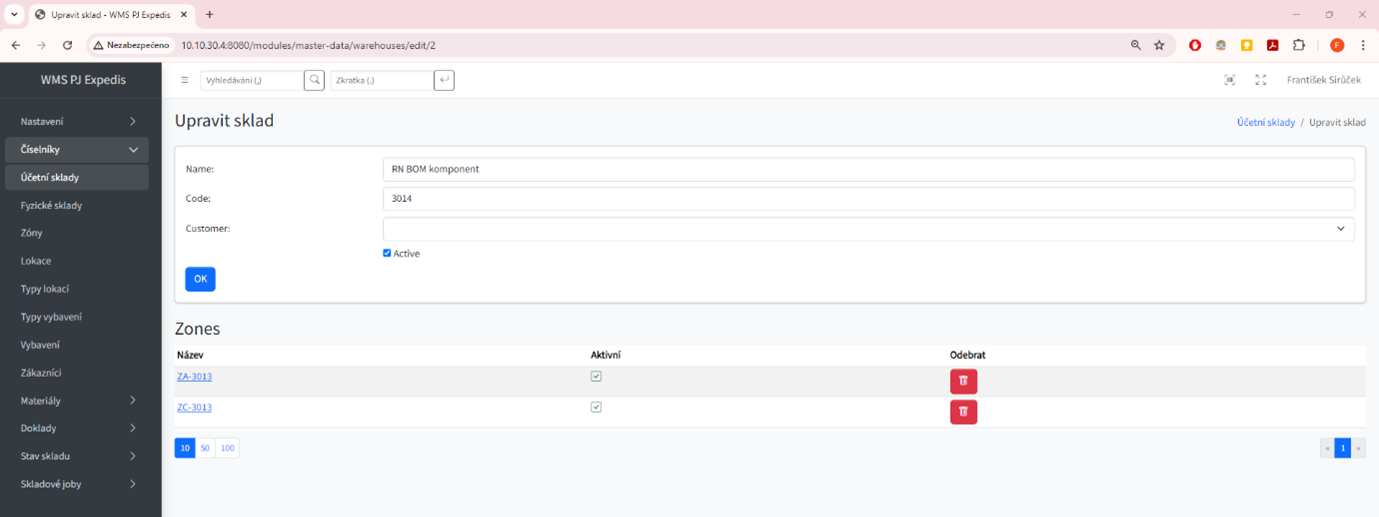 Upravit sklad - WMS PJ Expedis
Nezabezpečeno 10.10.30.4:8080/modules/master-data/warehouses/edit/2
F
WMS PJ Expedis
Vyhledávání (,)
Zkratka (.)
František Sirůček
Nastavení
Číselníky
Účetní sklady
Fyzické sklady
Zóny
Lokace
Typy lokací
Typy vybavení
Vybavení
Zákazníci
Materiály
Doklady
Stav skladu
Skladové joby
Upravit sklad
Účetní sklady / Upravit sklad
Name: RN BOM komponent
Code: 3014
Customer:
Active
OK
Zones
Název Aktivní Odebrat
ZA-3013
ZC-3013
10 50 100
« 1 »